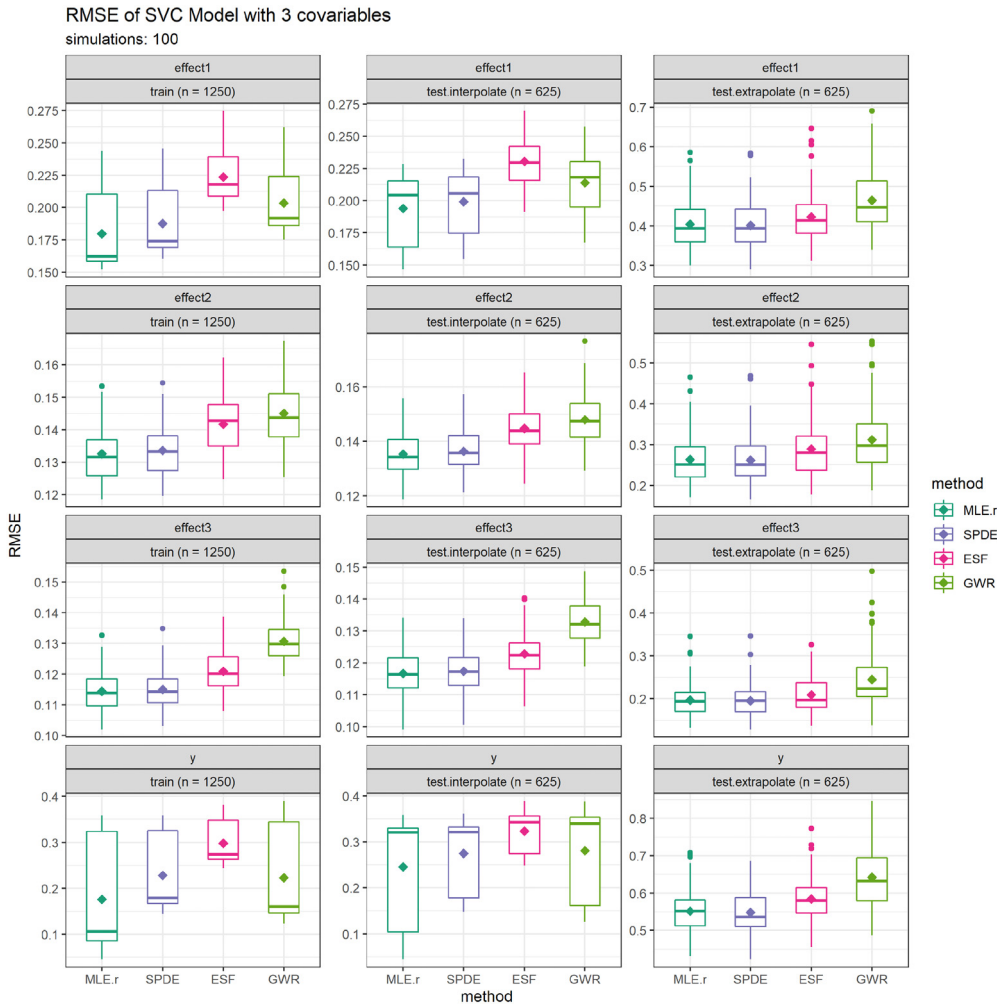 RMSE of SVC Model with 3 covariables
simulations: 100
effect1
effect1
effect1
train (n = 1250)
test.interpolate (n = 625)
test.extrapolate (n = 625)
0.275
0.250
0.225
0.200
0.175
0.150
0.275
0.250
0.225
0.200
0.175
0.150
0.7
0.6
0.5
0.4
0.3
effect2
effect2
effect2
train (n = 1250)
test.interpolate (n = 625)
test.extrapolate (n = 625)
0.16
0.15
0.14
0.13
0.12
0.16
0.14
0.12
0.5
0.4
0.3
0.2
effect3
effect3
effect3
train (n = 1250)
test.interpolate (n = 625)
test.extrapolate (n = 625)
0.15
0.14
0.13
0.12
0.11
0.10
0.15
0.14
0.13
0.12
0.11
0.10
0.5
0.4
0.3
0.2
y
y
y
train (n = 1250)
test.interpolate (n = 625)
test.extrapolate (n = 625)
0.4
0.3
0.2
0.1
0.4
0.3
0.2
0.1
0.8
0.7
0.6
0.5
MLE.r SPDE ESF GWR
MLE.r SPDE ESF GWR
MLE.r SPDE ESF GWR
method
RMSE
method
MLE.r
SPDE
ESF
GWR